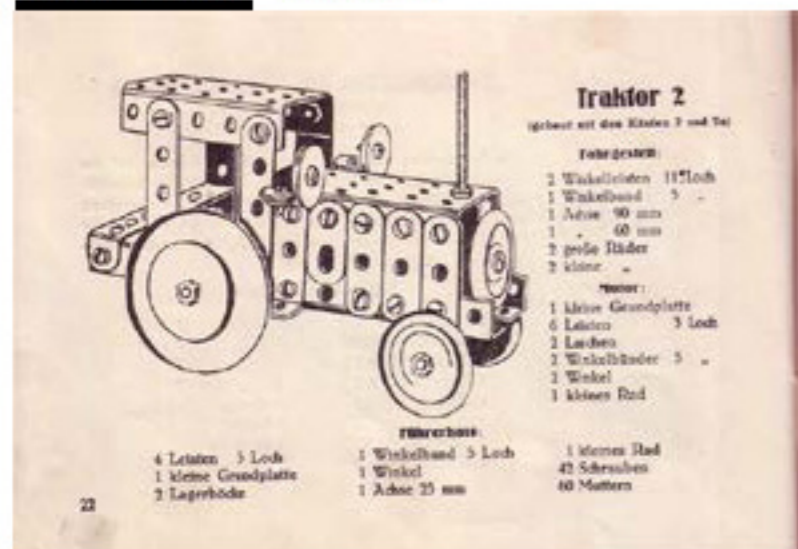 Traktor 2
(gebaut mit den Kästen 2 und 2a)
Fahrgestell:
2 Winkelleisten 11 Loch
1 Winkelband 5 „
1 Achse 90 mm
1 „ 60 mm
2 große Räder
2 kleine „
Motor:
1 kleine Grundplatte
6 Leisten 3 Loch
2 Laschen
2 Winkelbänder 5 „
2 Winkel
1 kleines Rad
Führerhaus:
4 Leisten 5 Loch
1 kleine Grundplatte
2 Lagerböcke
1 Winkelband 5 Loch
1 Winkel
1 Achse 25 mm
1 kleines Rad
42 Schrauben
60 Muttern
22